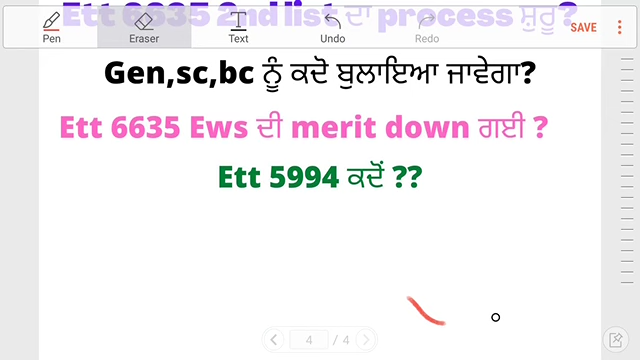 Ett 6635 2nd list ਦਾ process ਸ਼ੁਰੂ?
Pen
Eraser
Text
Undo
Redo
SAVE
Gen,sc,bc ਨੂੰ ਕਦੋ ਬੁਲਾਇਆ ਜਾਵੇਗਾ?
Ett 6635 Ews ਦੀ merit down ਗਈ ?
Ett 5994 ਕਦੋਂ ??
4 / 4